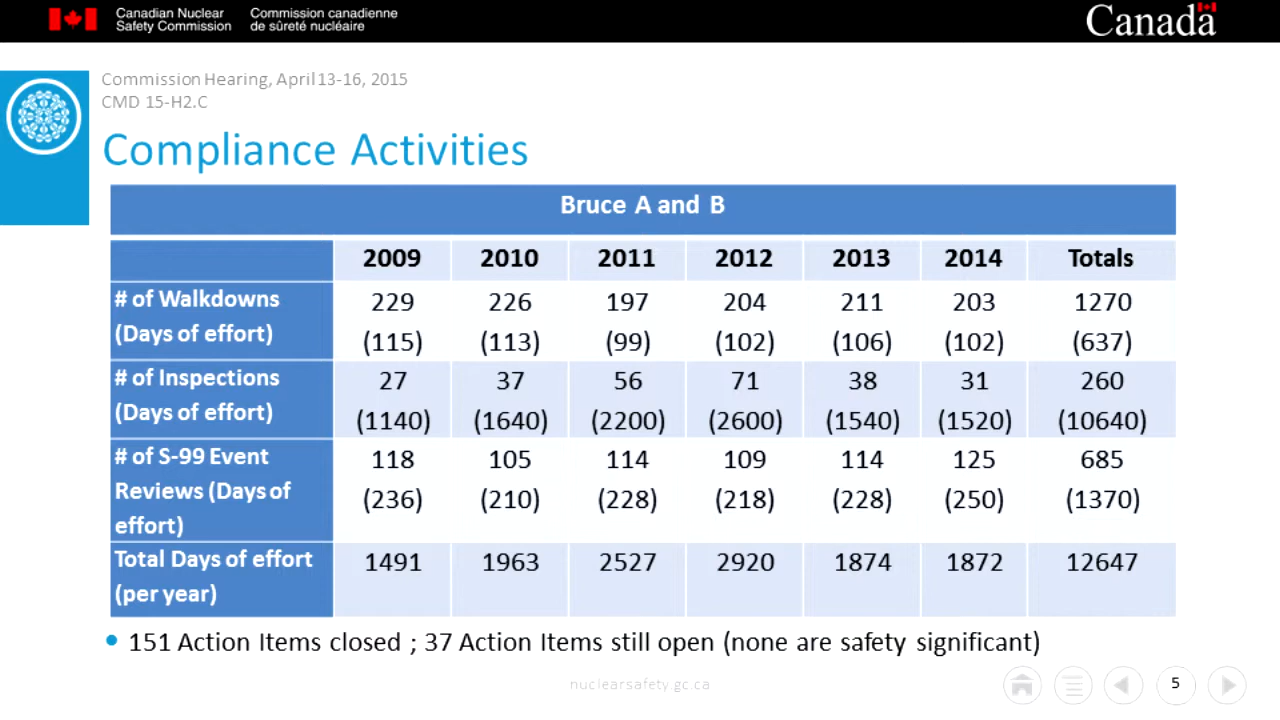 Canadian Nuclear Safety Commission
Commission canadienne de sûreté nucléaire
Canada
Commission Hearing, April 13-16, 2015
CMD 15-H2.C
Compliance Activities
Bruce A and B
2009 2010 2011 2012 2013 2014 Totals
# of Walkdowns (Days of effort)
229 226 197 204 211 203 1270
(115) (113) (99) (102) (106) (102) (637)
# of Inspections (Days of effort)
27 37 56 71 38 31 260
(1140) (1640) (2200) (2600) (1540) (1520) (10640)
# of S-99 Event Reviews (Days of effort)
118 105 114 109 114 125 685
(236) (210) (228) (218) (228) (250) (1370)
Total Days of effort (per year)
1491 1963 2527 2920 1874 1872 12647
• 151 Action Items closed ; 37 Action Items still open (none are safety significant)
nuclearsafety.gc.ca
5